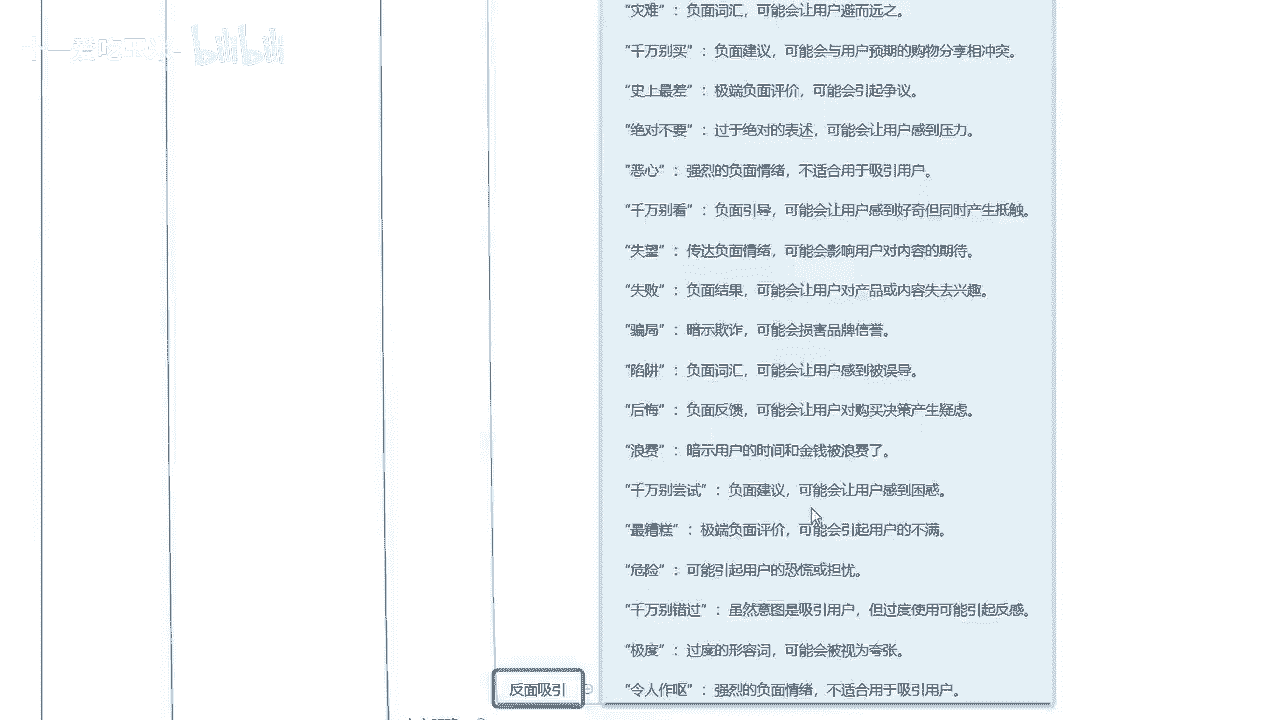 "灾难" ： 负面词汇，可能会让用户避而远之。
bilibili
"千万别买" ： 负面建议，可能会与用户预期的购物分享相冲突。
"史上最差" ： 极端负面评价，可能会引起争议。
"绝对不要" ： 过于绝对的表述，可能会让用户感到压力。
"恶心" ： 强烈的负面情绪，不适合用于吸引用户。
"千万别看" ： 负面引导，可能会让用户感到好奇但同时产生抵触。
"失望" ： 传达负面情绪，可能会影响用户对内容的期待。
"失败" ： 负面结果，可能会让用户对产品或内容失去兴趣。
"骗局" ： 暗示欺诈，可能会损害品牌信誉。
"陷阱" ： 负面词汇，可能会让用户感到被误导。
"后悔" ： 负面反馈，可能会让用户对购买决策产生疑虑。
"浪费" ： 暗示用户的时间和金钱被浪费了。
"千万别尝试" ： 负面建议，可能会让用户感到困惑。
"最糟糕" ： 极端负面评价，可能会引起用户的不满。
"危险" ： 可能引起用户的恐慌或担忧。
"千万别错过" ： 虽然意图是吸引用户，但过度使用可能引起反感。
"极度" ： 过度的形容词，可能会被视为夸张。
反面吸引
"令人作呕" ： 强烈的负面情绪，不适合用于吸引用户。